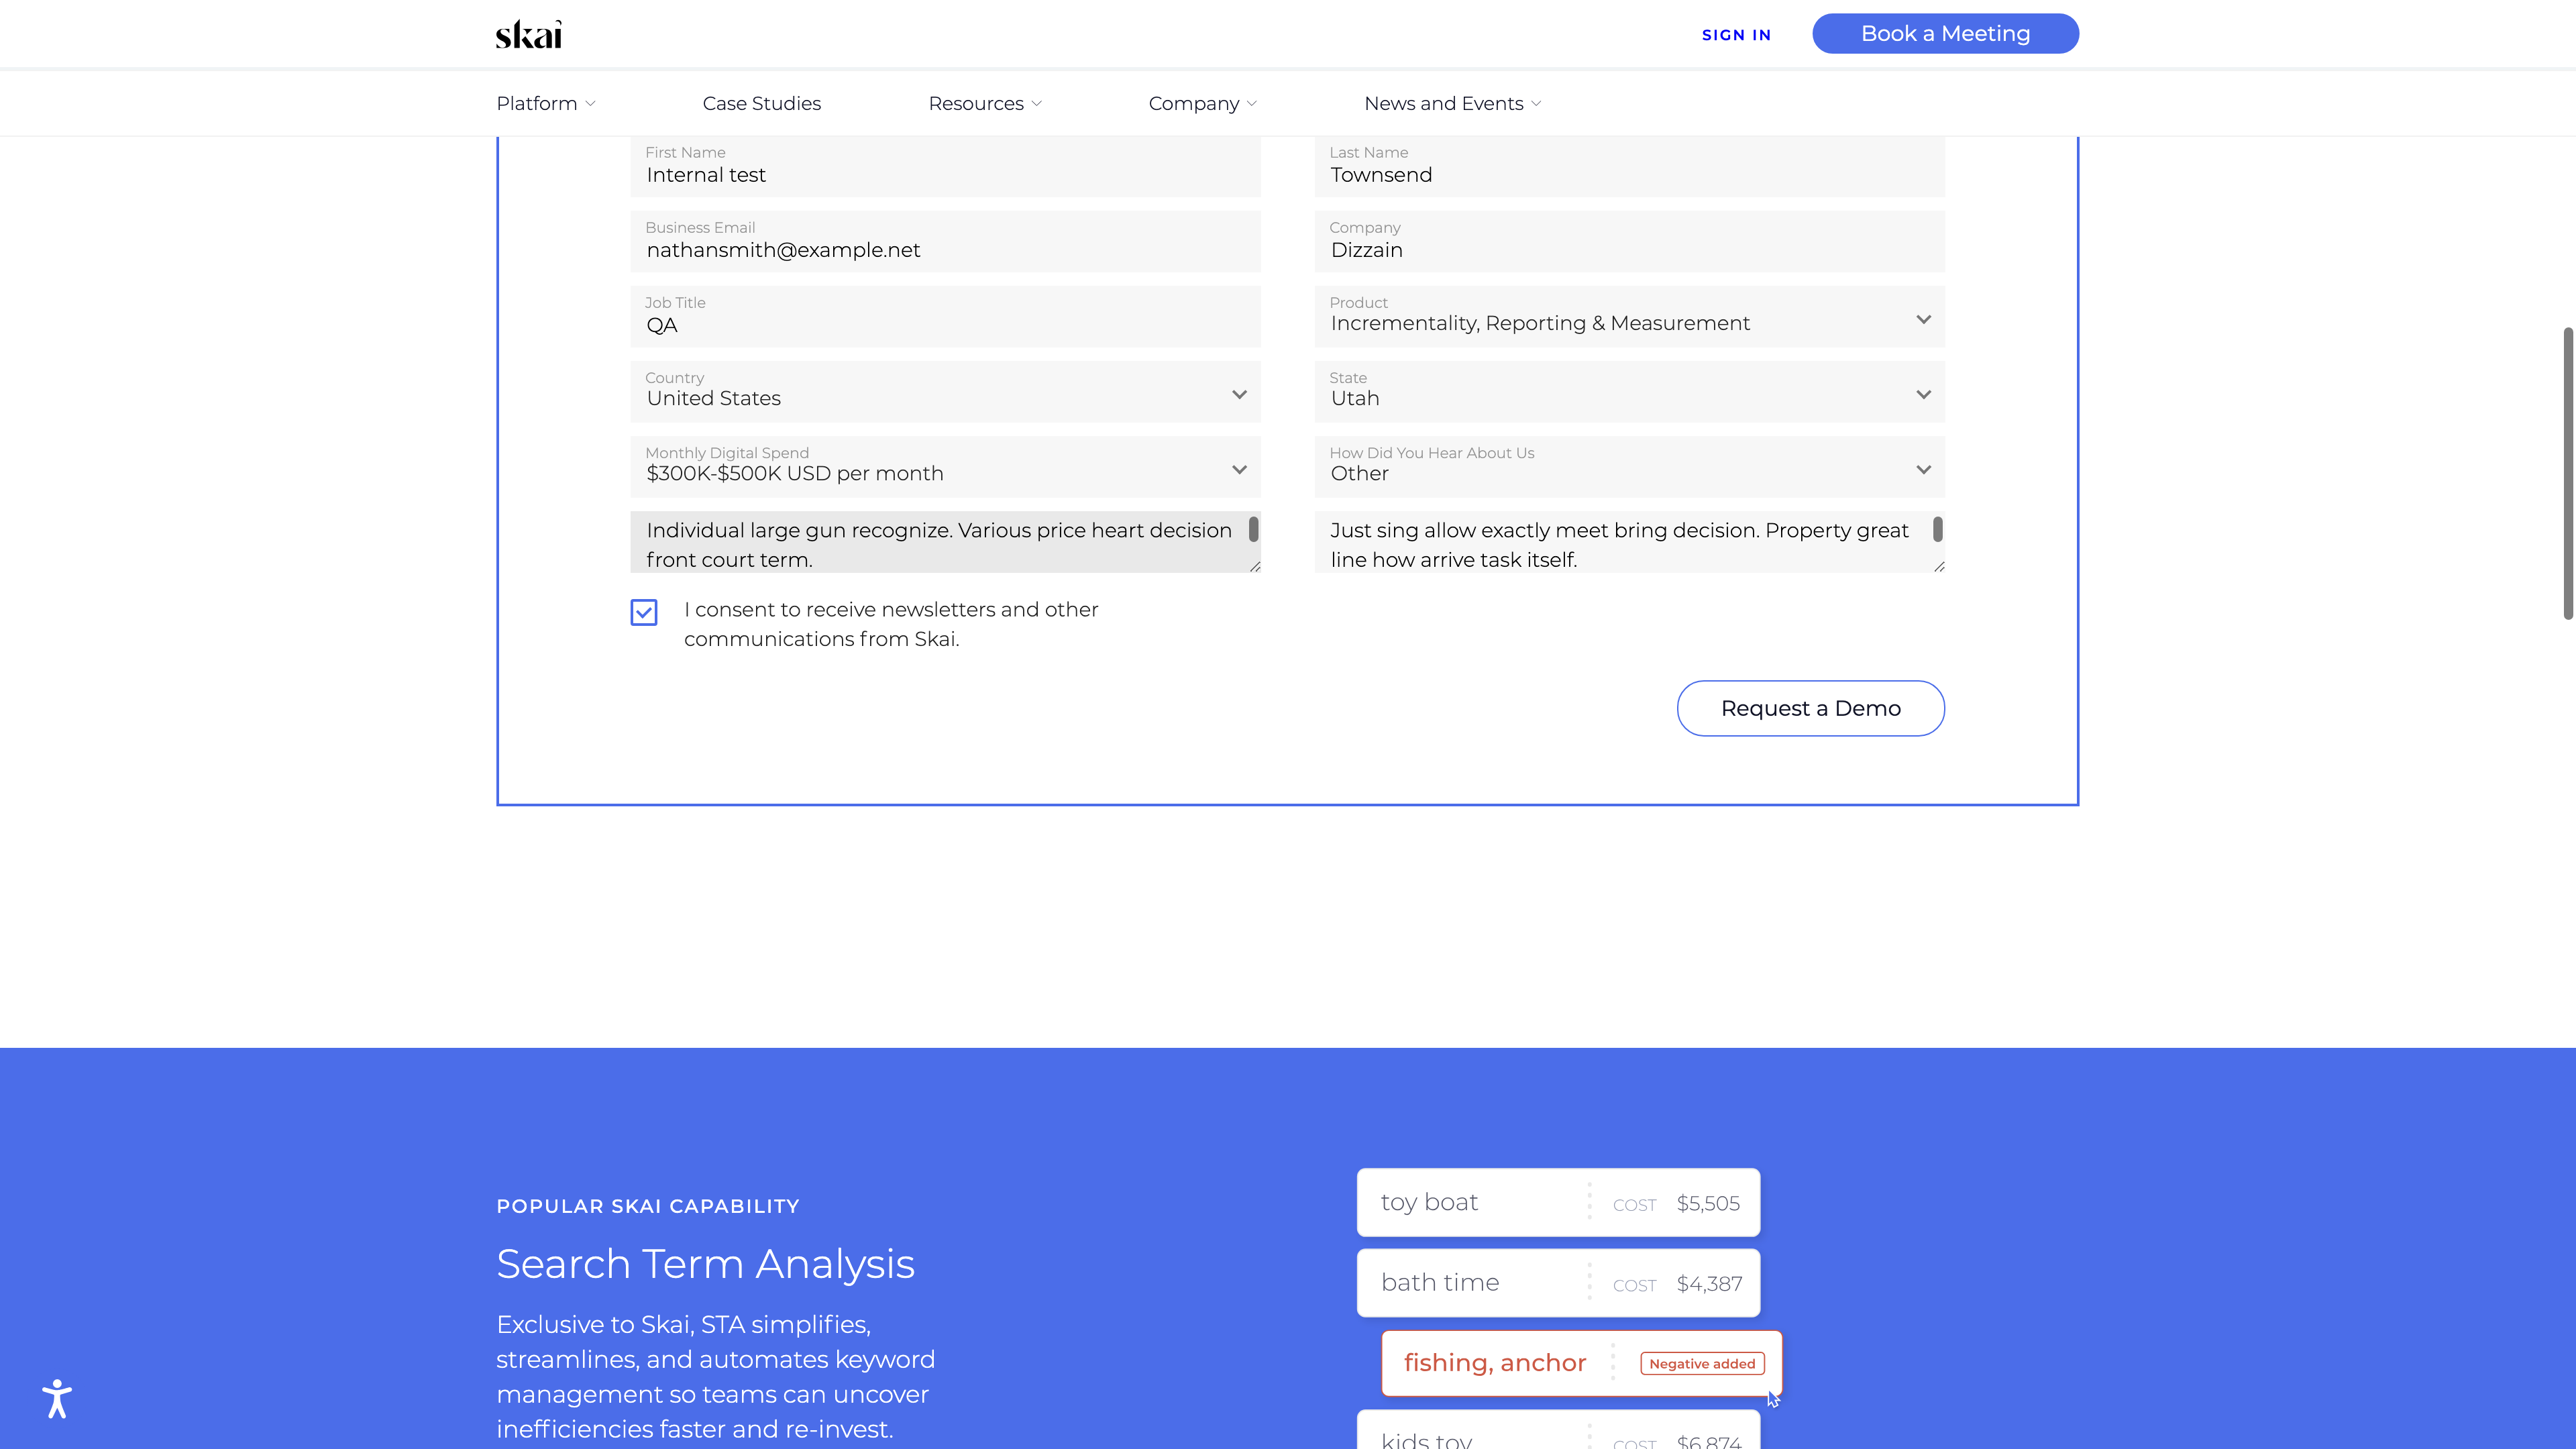 skai
SIGN IN
Book a Meeting
Platform
Case Studies
Resources
Company
News and Events
First Name
Internal test
Last Name
Townsend
Business Email
nathansmith@example.net
Company
Dizzain
Job Title
QA
Product
Incrementality, Reporting & Measurement
Country
United States
State
Utah
Monthly Digital Spend
$300K-$500K USD per month
How Did You Hear About Us
Other
Individual large gun recognize. Various price heart decision
front court term.
Just sing allow exactly meet bring decision. Property great
line how arrive task itself.
I consent to receive newsletters and other
communications from Skai.
Request a Demo
POPULAR SKAI CAPABILITY
Search Term Analysis
Exclusive to Skai, STA simplifies,
streamlines, and automates keyword
management so teams can uncover
inefficiencies faster and re-invest.
toy boat COST $5,505
bath time COST $4,387
fishing, anchor Negative added
kids toy COST $6,874